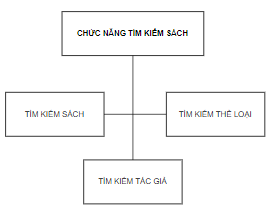 CHỨC NĂNG TÌM KIẾM SÁCH
TÌM KIẾM SÁCH
TÌM KIẾM THỂ LOẠI
TÌM KIẾM TÁC GIẢ